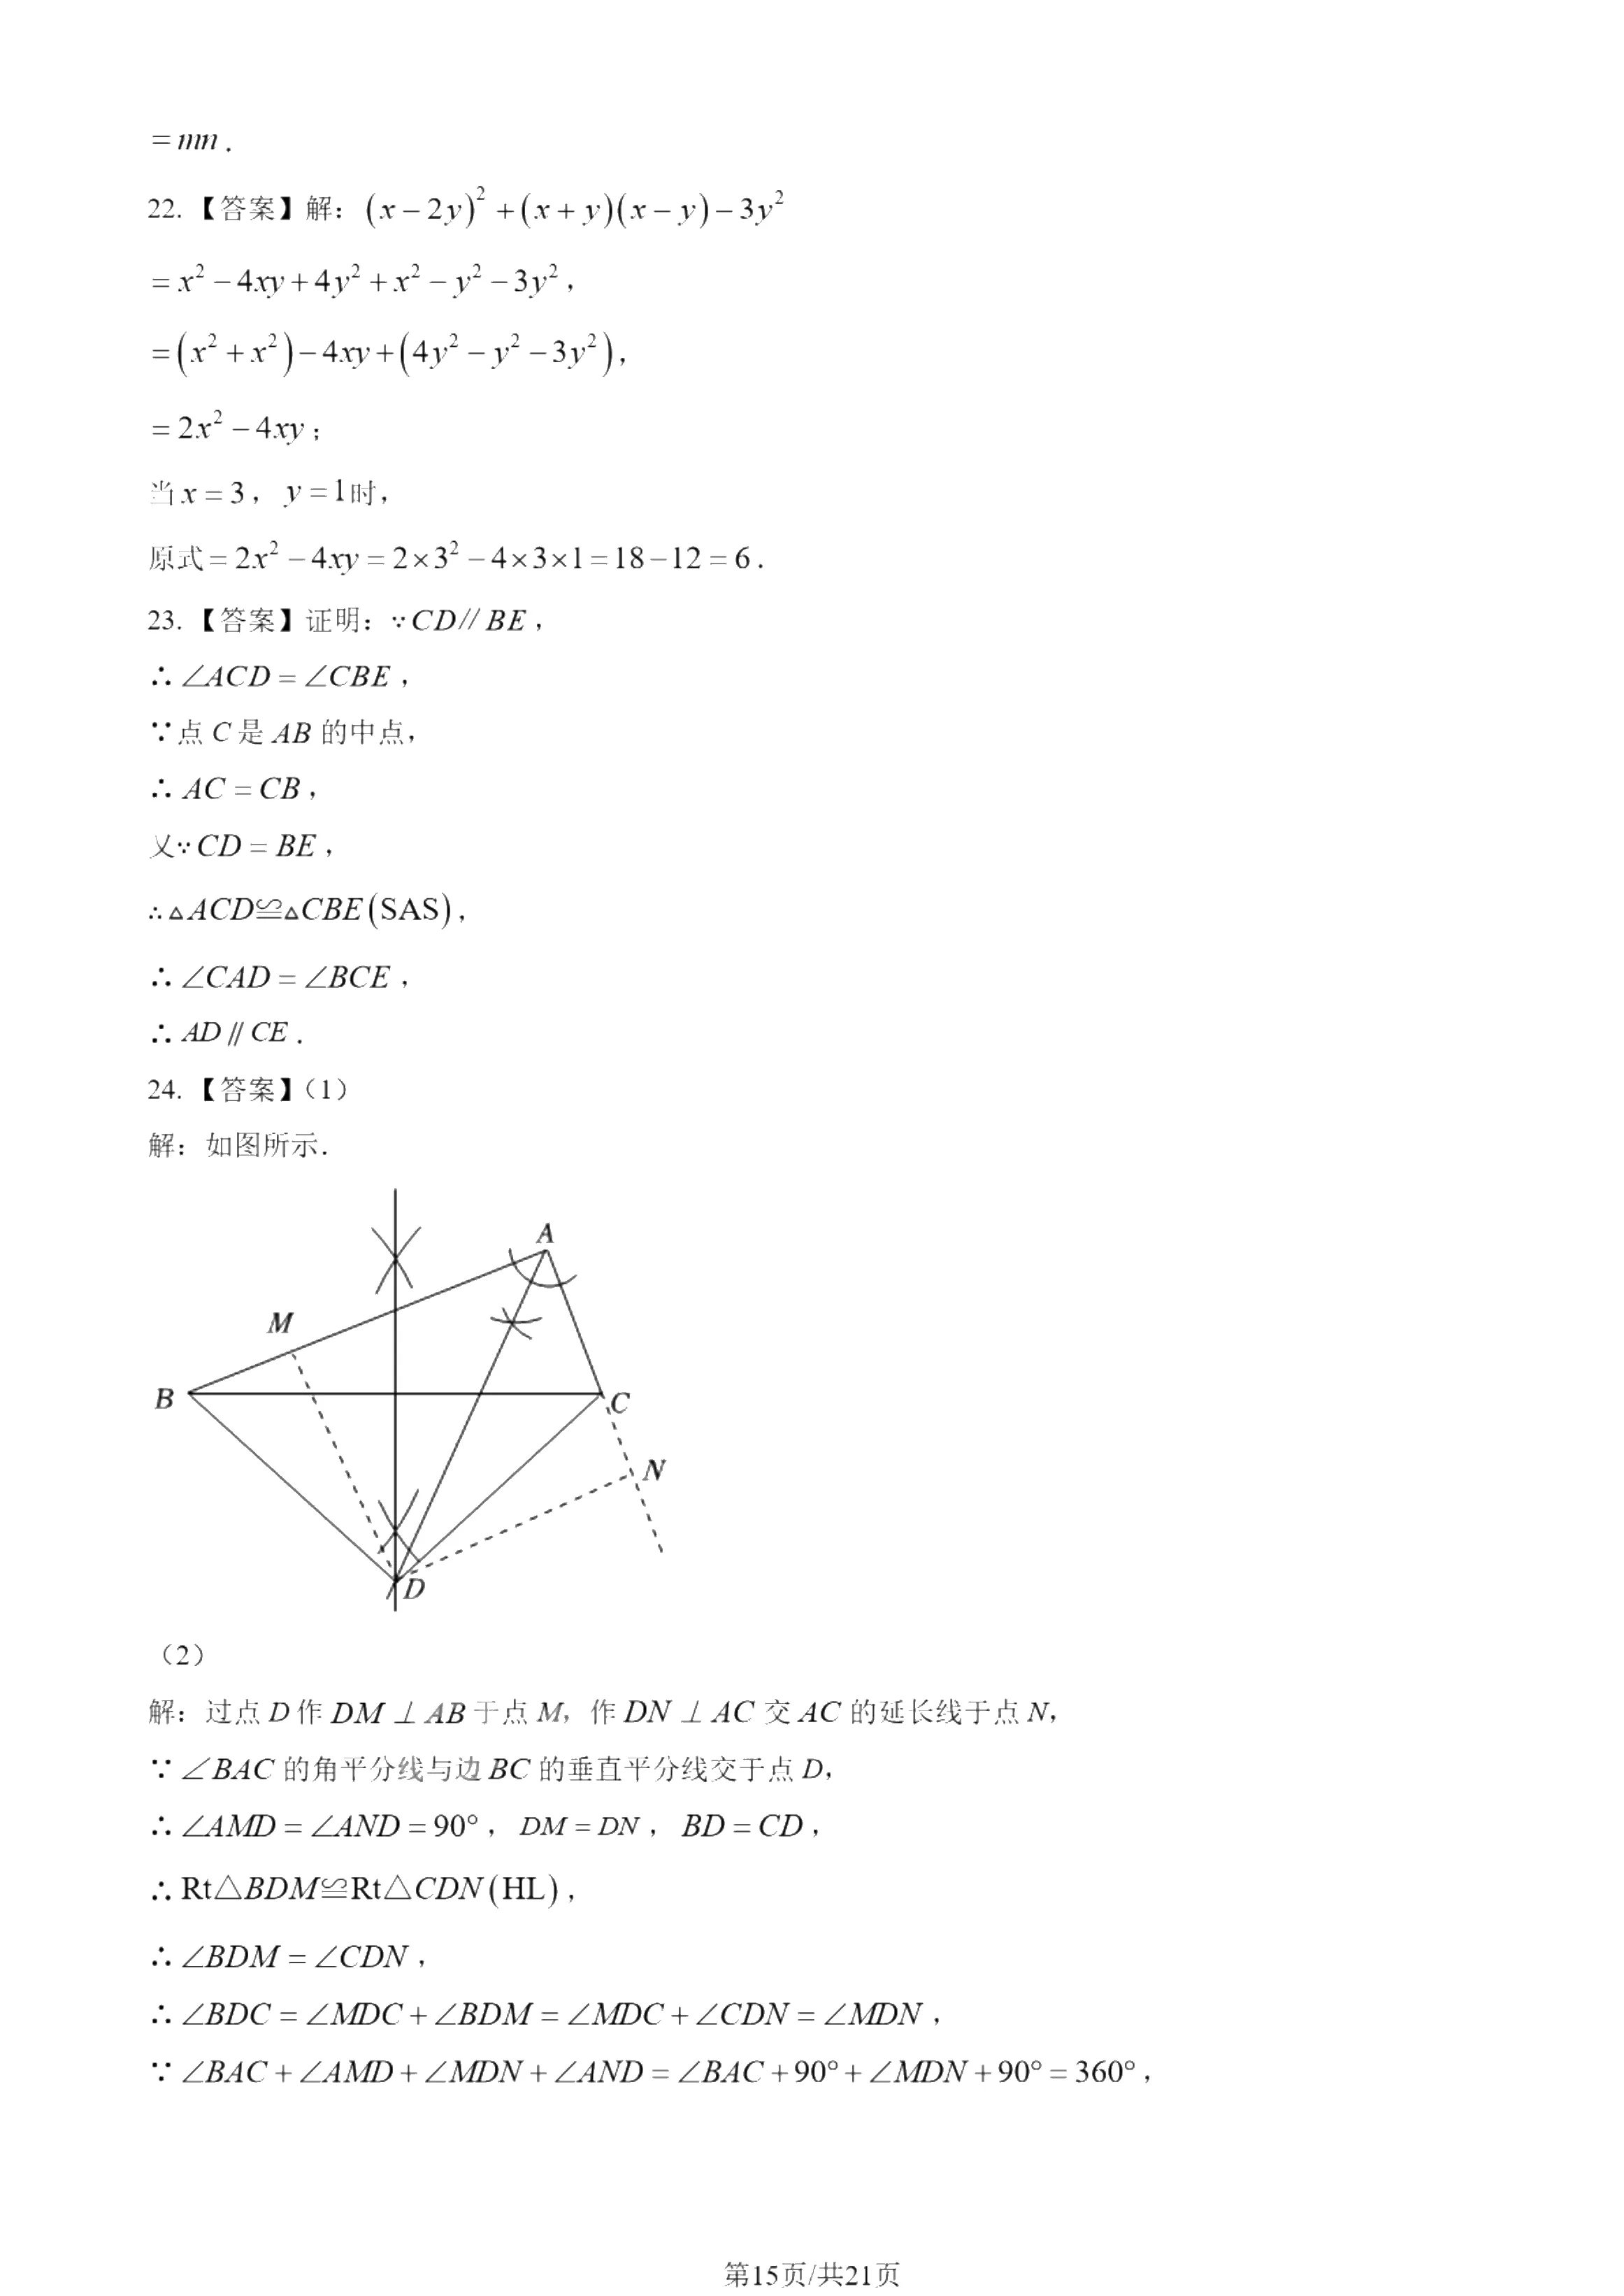 = mn．
22. 【答案】解：(x − 2y)² + (x + y)(x − y) − 3y²
= x² − 4xy + 4y² + x² − y² − 3y²，
= (x² + x²) − 4xy + (4y² − y² − 3y²)，
= 2x² − 4xy；
当 x = 3， y = 1时，
原式 = 2x² − 4xy = 2×3² − 4×3×1 = 18 − 12 = 6．
23. 【答案】证明：∵CD∥BE，
∴ ∠ACD = ∠CBE，
∵点 C 是 AB 的中点，
∴ AC = CB，
又∵CD = BE，
∴△ACD≌△CBE(SAS)，
∴ ∠CAD = ∠BCE，
∴ AD∥CE．
24. 【答案】（1）
解：如图所示．
A
M
B
C
N
D
（2）
解：过点 D 作 DM ⊥ AB 于点 M，作 DN ⊥ AC 交 AC 的延长线于点 N，
∵ ∠BAC 的角平分线与边 BC 的垂直平分线交于点 D，
∴ ∠AMD = ∠AND = 90°， DM = DN， BD = CD，
∴ Rt△BDM≌Rt△CDN(HL)，
∴ ∠BDM = ∠CDN，
∴ ∠BDC = ∠MDC + ∠BDM = ∠MDC + ∠CDN = ∠MDN，
∵ ∠BAC + ∠AMD + ∠MDN + ∠AND = ∠BAC + 90° + ∠MDN + 90° = 360°，
第15页/共21页